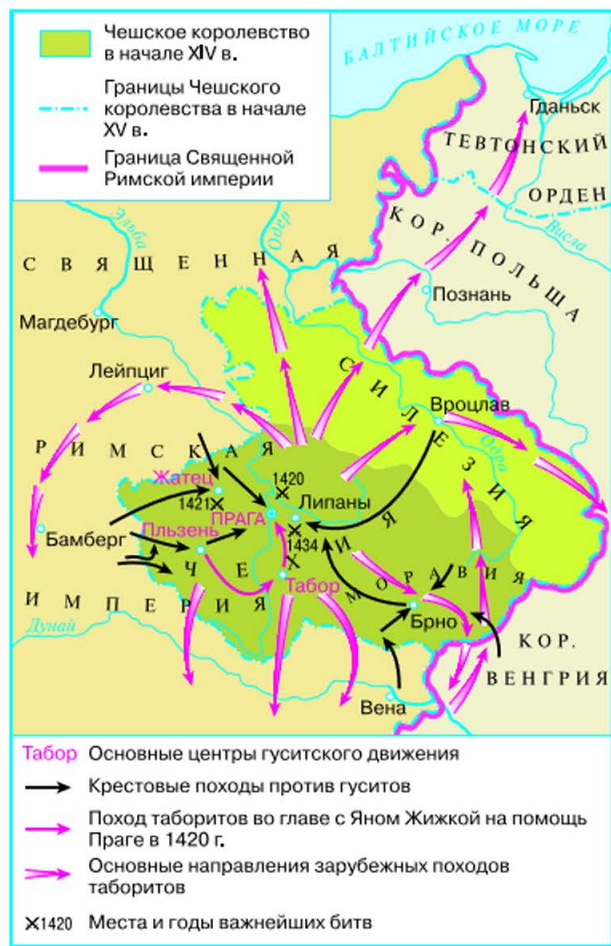 Чешское королевство
в начале XIV в.
Границы Чешского
королевства в начале
XV в.
Граница Священной
Римской империи
БАЛТИЙСКОЕ МОРЕ
Гданьск
ТЕВТОНСКИЙ
ОРДЕН
Висла
Эльба
Одер
КОР. ПОЛЬША
СВЯЩЕННАЯ
Познань
Магдебург
Лейпциг
СИЛЕЗИЯ
Вроцлав
Одра
РИМСКАЯ
Жатец
1420
1421
ПРАГА
Липаны
Бамберг
Пльзень
1434
ЧЕХИЯ
Табор
МОРАВИЯ
ИМПЕРИЯ
Брно
Дунай
КОР.
ВЕНГРИЯ
Вена
Табор Основные центры гуситского движения
Крестовые походы против гуситов
Поход таборитов во главе с Яном Жижкой на помощь
Праге в 1420 г.
Основные направления зарубежных походов
таборитов
1420 Места и годы важнейших битв